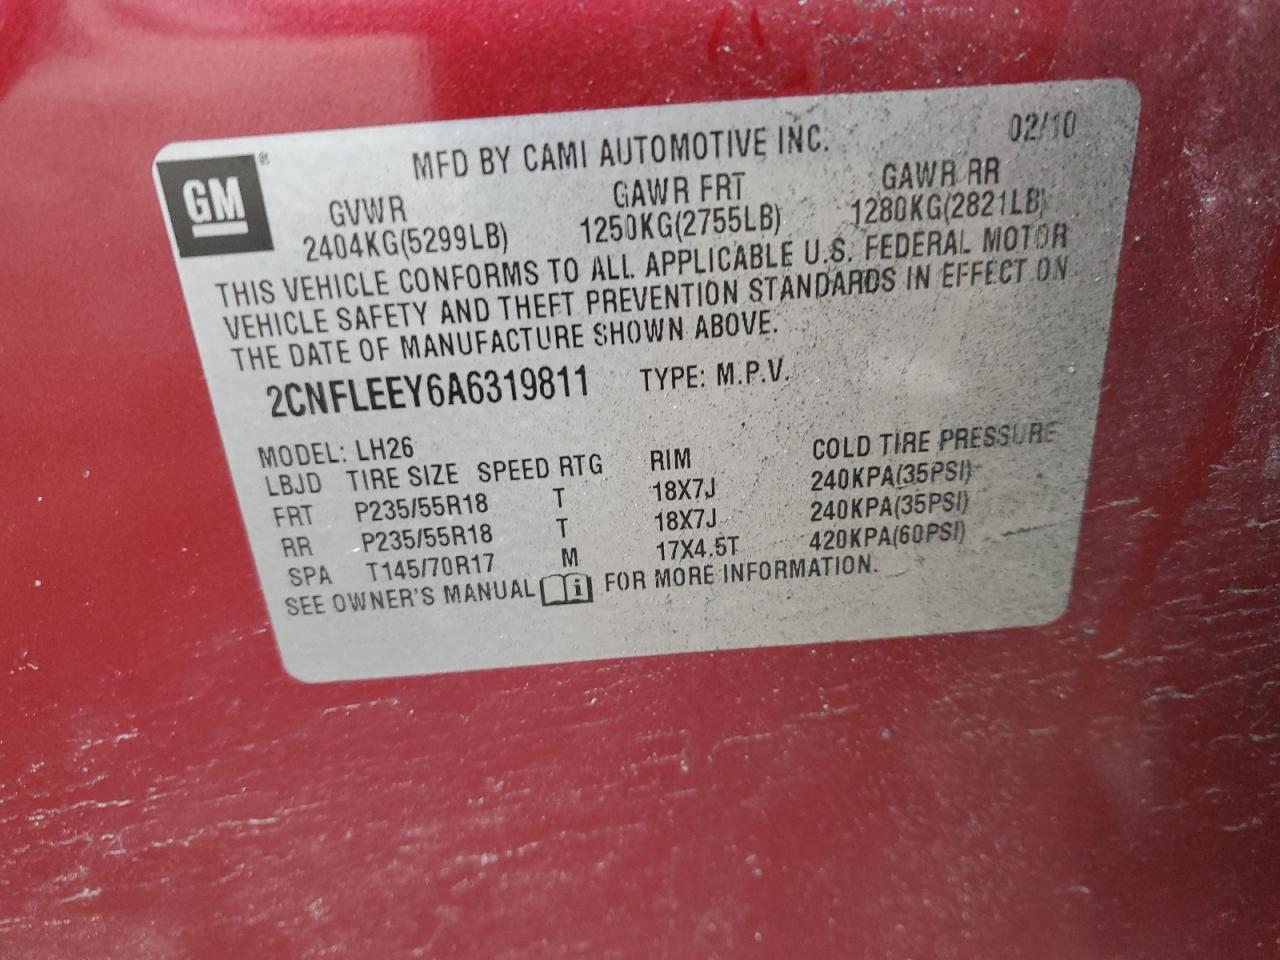 GM®
MFD BY CAMI AUTOMOTIVE INC. 02/10
GVWR GAWR FRT GAWR RR
2404KG(5299LB) 1250KG(2755LB) 1280KG(2821LB)
THIS VEHICLE CONFORMS TO ALL APPLICABLE U.S. FEDERAL MOTOR
VEHICLE SAFETY AND THEFT PREVENTION STANDARDS IN EFFECT ON
THE DATE OF MANUFACTURE SHOWN ABOVE.
2CNFLEEY6A6319811 TYPE: M.P.V.
MODEL: LH26
LBJD TIRE SIZE SPEED RTG RIM COLD TIRE PRESSURE
FRT P235/55R18 T 18X7J 240KPA(35PSI)
RR P235/55R18 T 18X7J 240KPA(35PSI)
SPA T145/70R17 M 17X4.5T 420KPA(60PSI)
SEE OWNER'S MANUAL i FOR MORE INFORMATION.